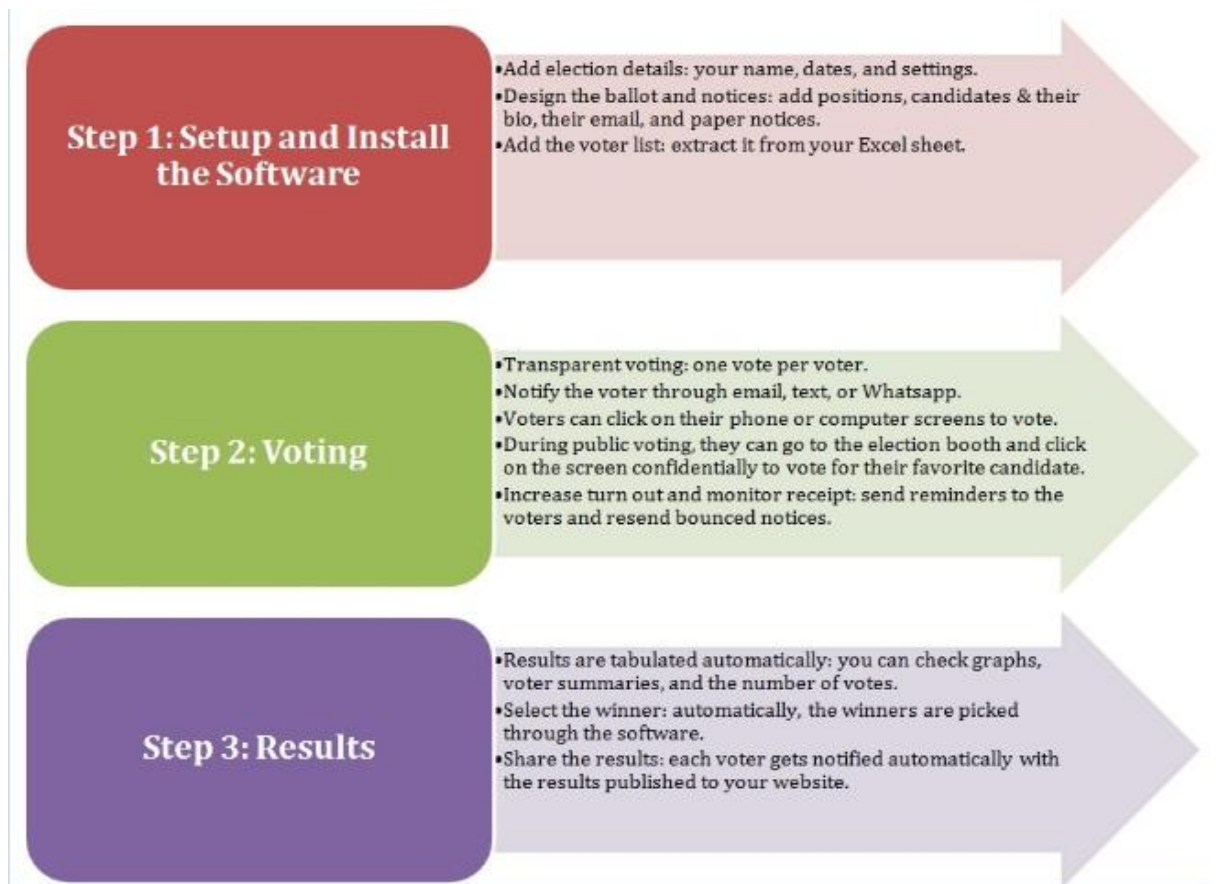 Step 1: Setup and Install
the Software
•Add election details: your name, dates, and settings.
•Design the ballot and notices: add positions, candidates & their
bio, their email, and paper notices.
•Add the voter list: extract it from your Excel sheet.
Step 2: Voting
•Transparent voting: one vote per voter.
•Notify the voter through email, text, or Whatsapp.
•Voters can click on their phone or computer screens to vote.
•During public voting, they can go to the election booth and click
on the screen confidentially to vote for their favorite candidate.
•Increase turn out and monitor receipt: send reminders to the
voters and resend bounced notices.
Step 3: Results
•Results are tabulated automatically: you can check graphs,
voter summaries, and the number of votes.
•Select the winner: automatically, the winners are picked
through the software.
•Share the results: each voter gets notified automatically with
the results published to your website.